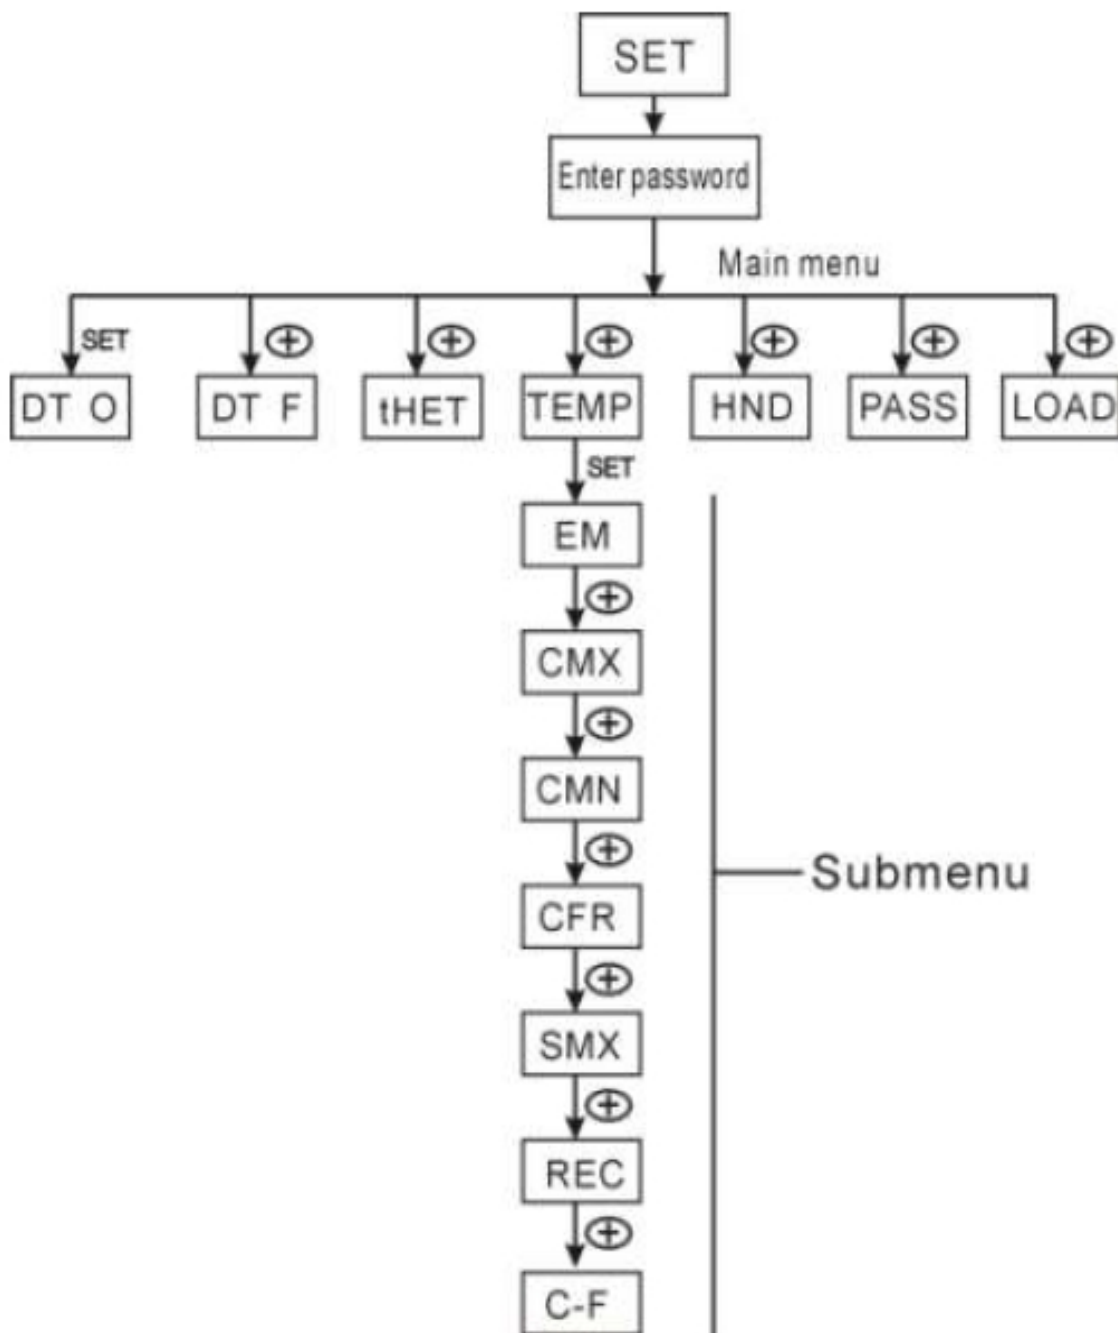 SET
Enter password
Main menu
SET
DT O
DT F
tHET
TEMP
HND
PASS
LOAD
SET
EM
CMX
CMN
CFR
Submenu
SMX
REC
C-F